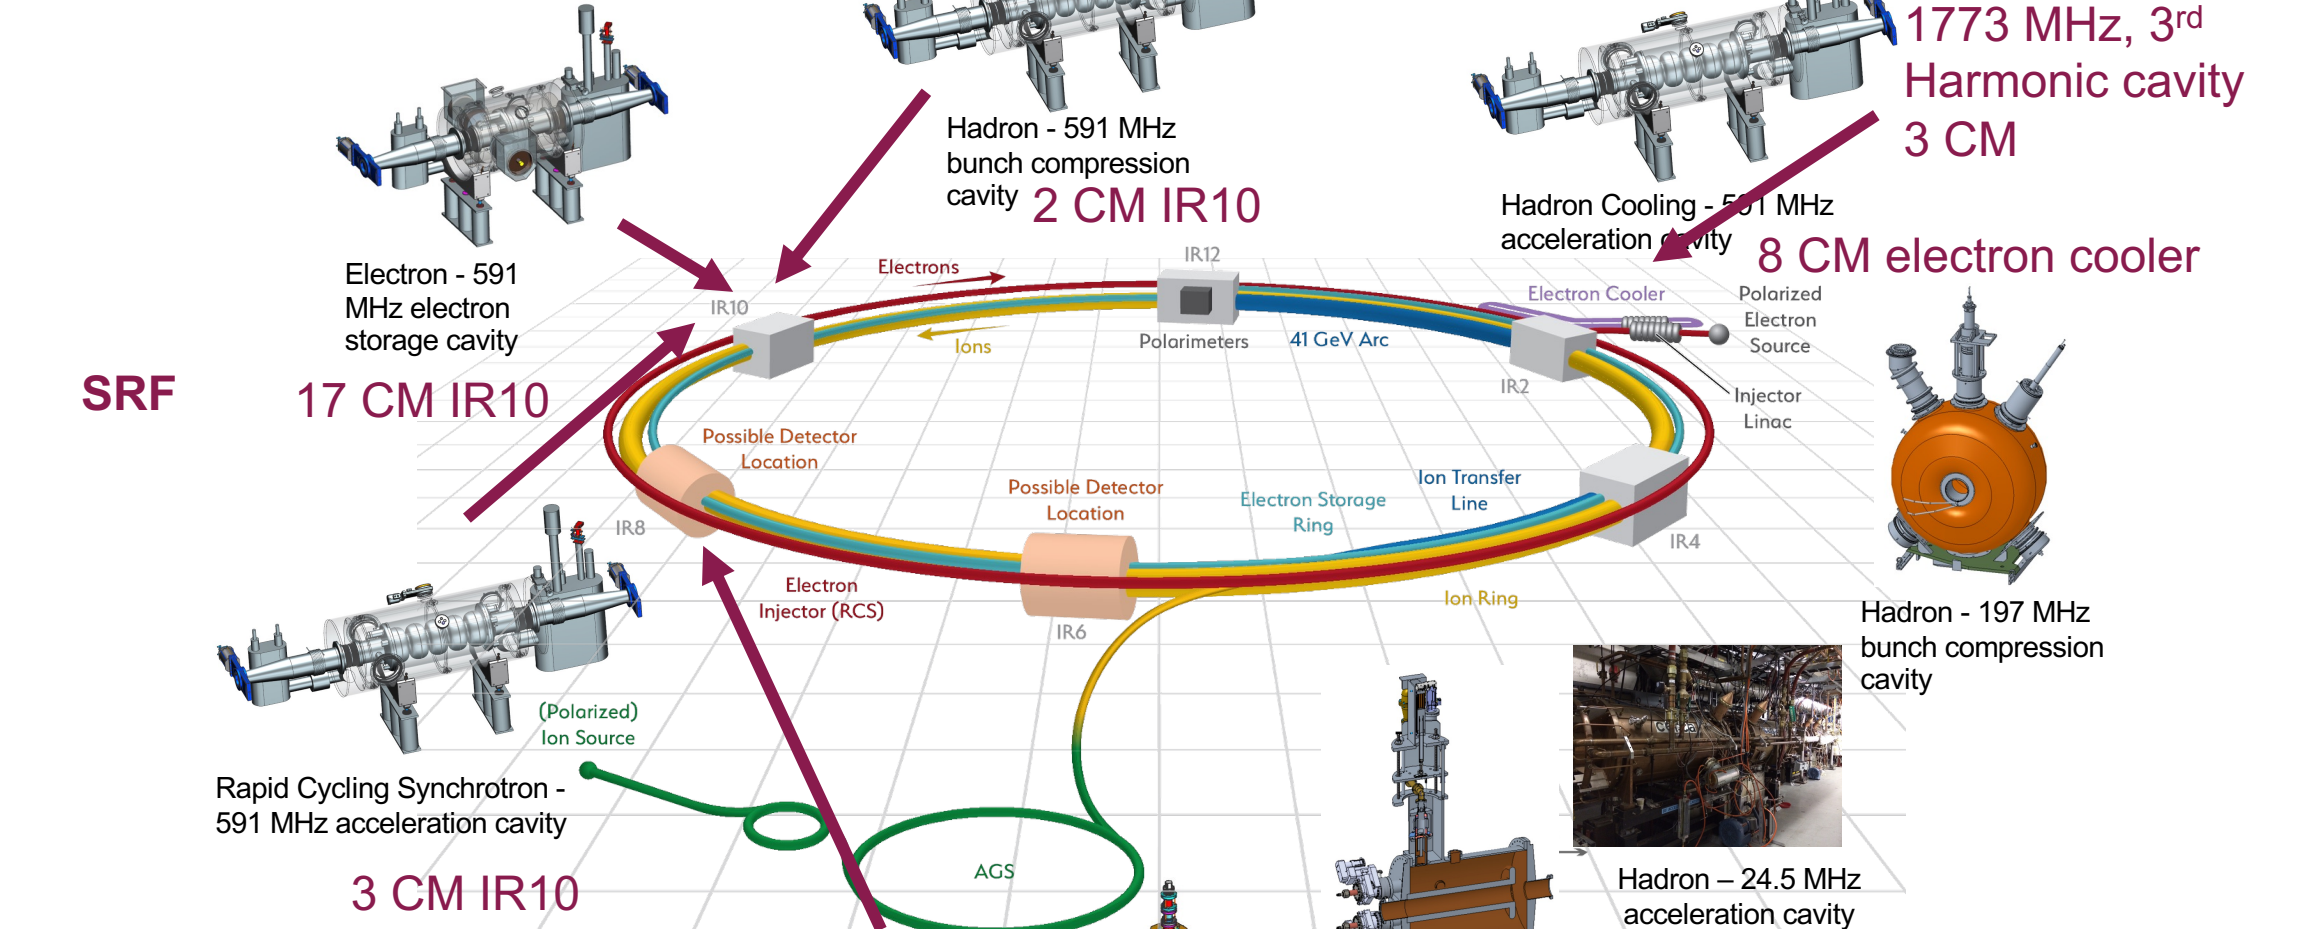 1773 MHz, 3rd
Harmonic cavity
3 CM
Hadron - 591 MHz
bunch compression
cavity
2 CM IR10
Hadron Cooling - 591 MHz
acceleration cavity
8 CM electron cooler
Electron - 591
MHz electron
storage cavity
17 CM IR10
SRF
IR12
Electrons
IR10
Ions
Polarimeters
41 GeV Arc
Electron Cooler
Polarized
Electron
Source
IR2
Injector
Linac
Possible Detector
Location
Possible Detector
Location
Electron Storage
Ring
Ion Transfer
Line
IR8
IR4
Electron
Injector (RCS)
IR6
Ion Ring
Hadron - 197 MHz
bunch compression
cavity
(Polarized)
Ion Source
Rapid Cycling Synchrotron -
591 MHz acceleration cavity
3 CM IR10
AGS
Hadron – 24.5 MHz
acceleration cavity